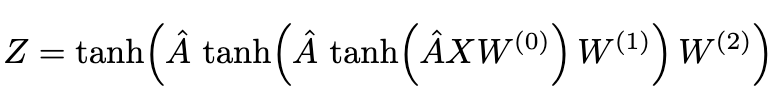 Z = tanh(Â tanh(Â tanh(ÂXW⁽⁰⁾) W⁽¹⁾) W⁽²⁾)